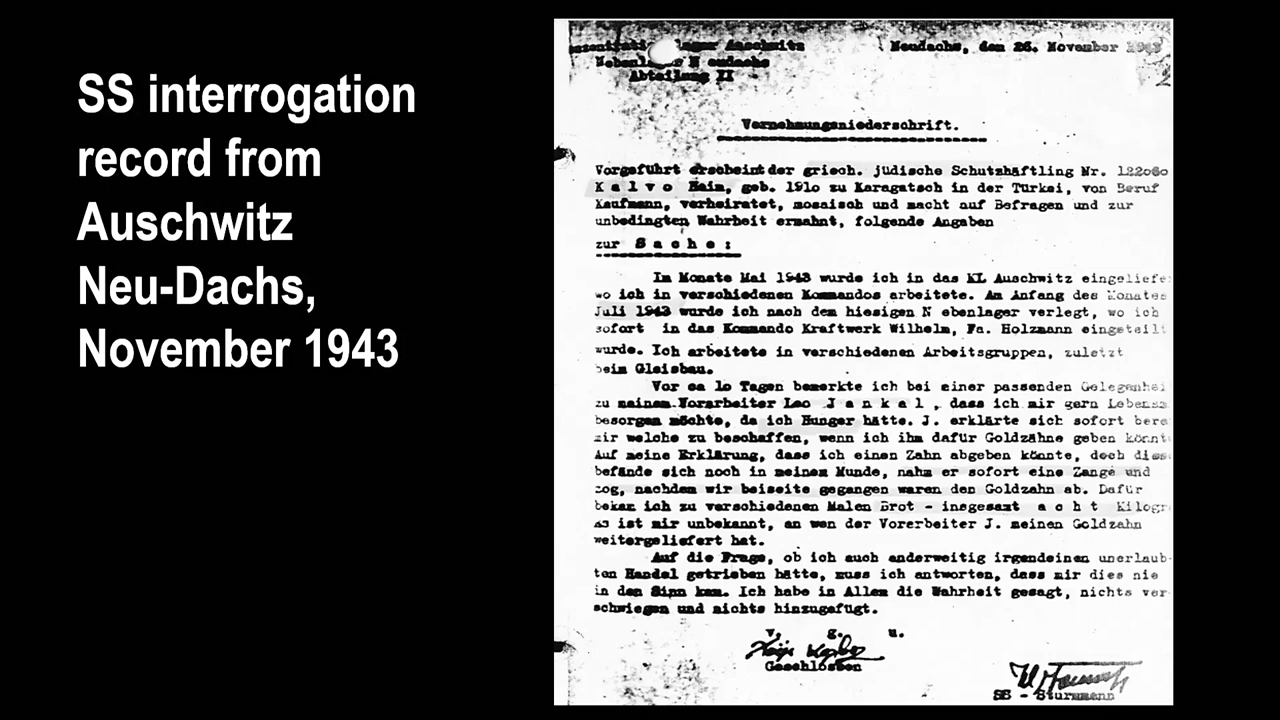 SS interrogation
record from
Auschwitz
Neu-Dachs,
November 1943
Auschwitz
Neudachs, den 26. November 1943
Abteilung II
Vernehmungsniederschrift.
Vorgeführt erscheint der griech. jüdische Schutzhäftling Nr.
K a l v o Haim, geb. 191o zu Karagatsch in der Türkei, von Beruf
Kaufmann, verheiratet, mosaisch und macht auf Befragen und zur
unbedingten Wahrheit ermahnt, folgende Angaben
zur S a c h e :
Im Monate Mai 1943 wurde ich in das KL Auschwitz eingeliefe
wo ich in verschiedenen Kommandos arbeitete. Am Anfang des Monates
Juli 1943 wurde ich nach dem hiesigen N ebenlager verlegt, wo ich
sofort in das Kommando Kraftwerk Wilhelm, Fa. Holzmann eingeteilt
wurde. Ich arbeitete in verschiedenen Arbeitsgruppen, zuletzt
beim Gleisbau.
Vor ca lo Tagen bemerkte ich bei einer passenden Gelegenhei
zu meinem Vorarbeiter Leo J a n k a l , dass ich mir gern Lebens
besorgen möchte, da ich Hunger hätte. J. erklärte sich sofort bere
mir welche zu beschaffen, wenn ich ihm dafür Goldzähne geben könnt
Auf meine Erklärung, dass ich einen Zahn abgeben könnte, doch dies
befände sich noch in meinem Munde, nahm er sofort eine Zange und
zog, nachdem wir beiseite gegangen waren den Goldzahn ab. Dafür
bekam ich zu verschiedenen Malen Brot - insgesamt a c h t Kilogr
Es ist mir unbekannt, an wen der Vorerbeiter J. meinen Goldzahn
weitergeliefert hat.
Auf die Frage, ob ich auch anderweitig irgendeinen unerlaub-
ten Handel getrieben hätte, muss ich antworten, dass mir dies nie
in den Sinn kam. Ich habe in Allem die Wahrheit gesagt, nichts ver-
schwiegen und nichts hinzugefügt.
v. g. u.
Geschlossen
SS - Sturmmann